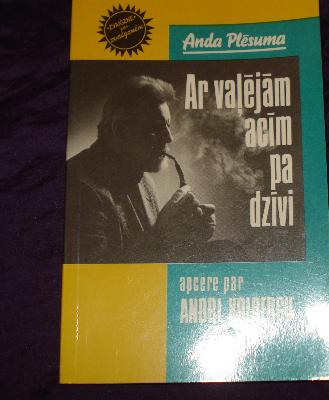 Anda Plēsuma
Ar valējām
acīm
pa
dzīvi
apcere par